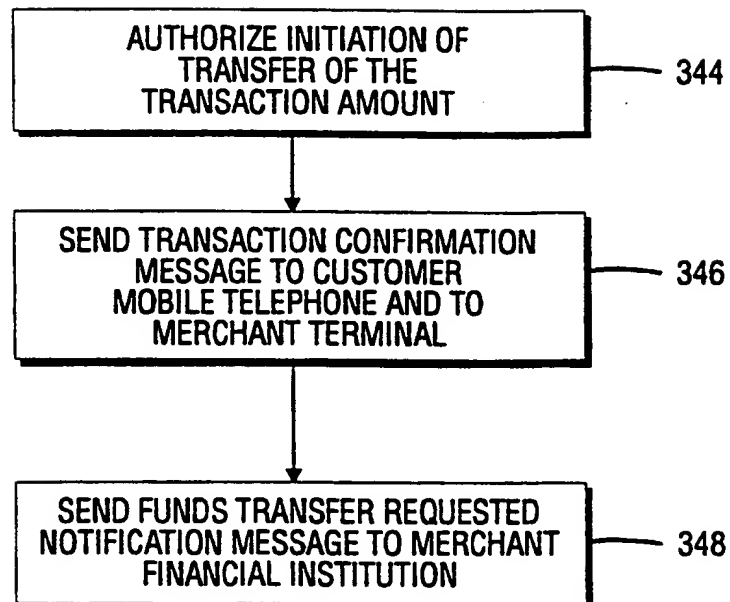 AUTHORIZE INITIATION OF
TRANSFER OF THE
TRANSACTION AMOUNT
344
SEND TRANSACTION CONFIRMATION
MESSAGE TO CUSTOMER
MOBILE TELEPHONE AND TO
MERCHANT TERMINAL
346
SEND FUNDS TRANSFER REQUESTED
NOTIFICATION MESSAGE TO MERCHANT
FINANCIAL INSTITUTION
348